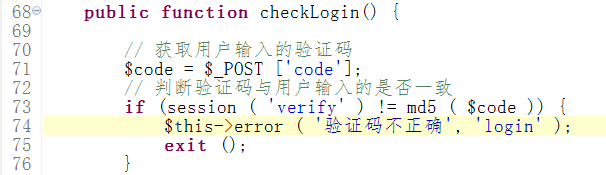 68 public function checkLogin() {
69
70 // 获取用户输入的验证码
71 $code = $_POST ['code'];
72 // 判断验证码与用户输入的是否一致
73 if (session ( 'verify' ) != md5 ( $code )) {
74 $this->error ( '验证码不正确', 'login' );
75 exit ();
76 }